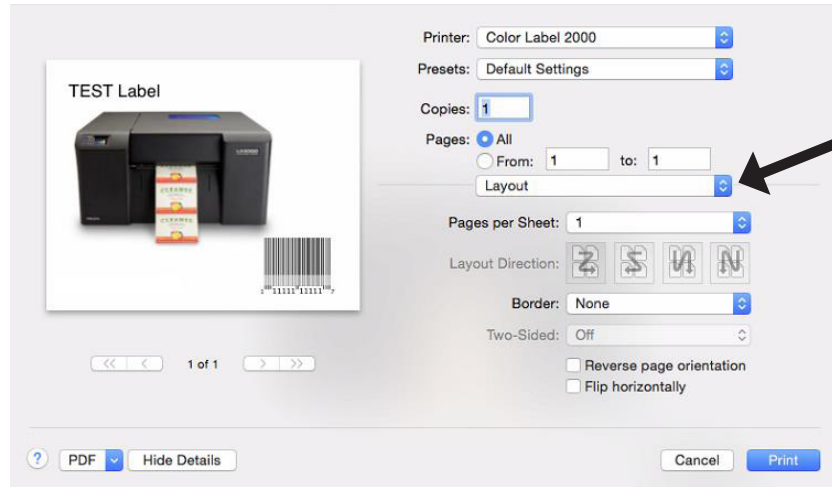 Printer: Color Label 2000
Presets: Default Settings
TEST Label
Copies: 1
Pages: All
From: 1 to: 1
Layout
Pages per Sheet: 1
Layout Direction:
Border: None
Two-Sided: Off
1 of 1
Reverse page orientation
Flip horizontally
? PDF Hide Details Cancel Print